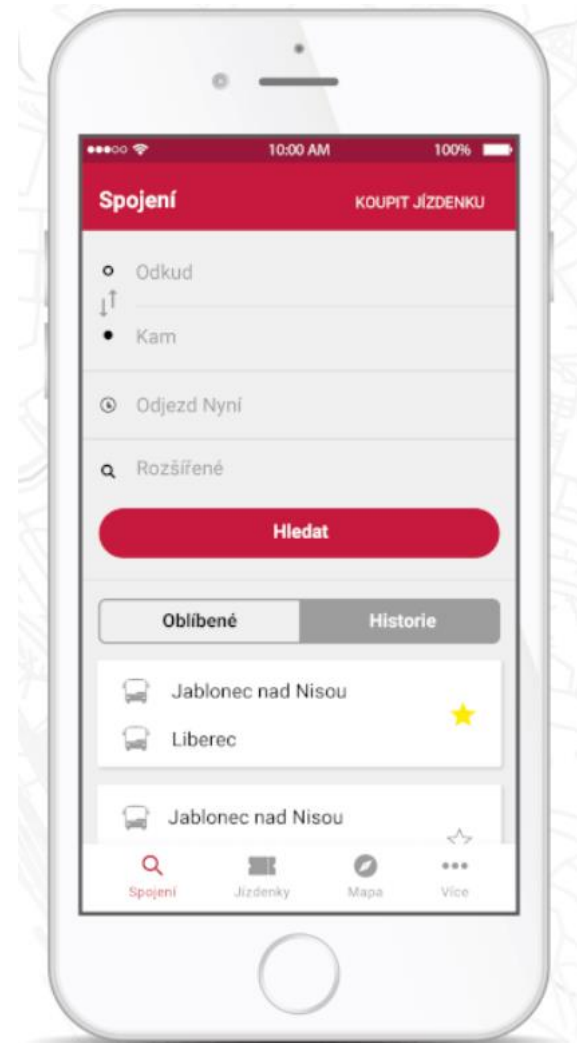 10:00 AM 100%
Spojení KOUPIT JÍZDENKU
Odkud
Kam
Odjezd Nyní
Rozšířené
Hledat
Oblíbené Historie
Jablonec nad Nisou
Liberec
Jablonec nad Nisou
Spojení Jízdenky Mapa Více